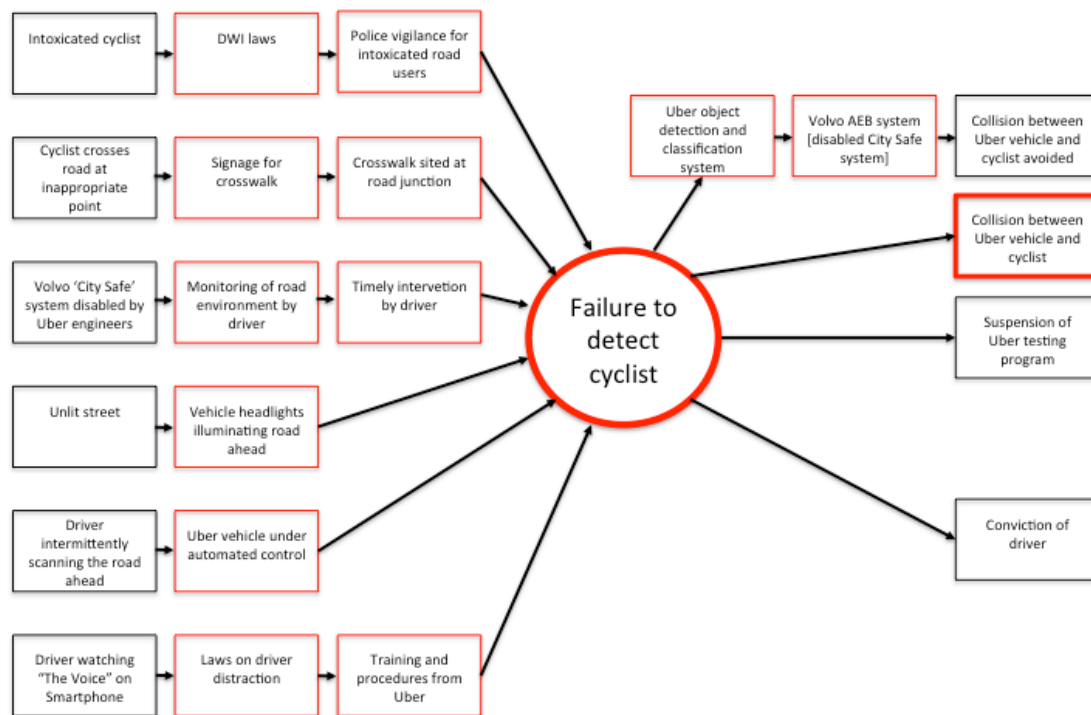 Intoxicated cyclist
DWI laws
Police vigilance for
intoxicated road
users
Uber object
detection and
classification
system
Volvo AEB system
[disabled City Safe
system]
Collision between
Uber vehicle and
cyclist avoided
Cyclist crosses
road at
inappropriate
point
Signage for
crosswalk
Crosswalk sited at
road junction
Collision between
Uber vehicle and
cyclist
Volvo ‘City Safe’
system disabled by
Uber engineers
Monitoring of road
environment by
driver
Timely intervetion
by driver
Failure to
detect
cyclist
Suspension of
Uber testing
program
Unlit street
Vehicle headlights
illuminating road
ahead
Driver
intermittently
scanning the road
ahead
Uber vehicle under
automated control
Conviction of
driver
Driver watching
“The Voice” on
Smartphone
Laws on driver
distraction
Training and
procedures from
Uber